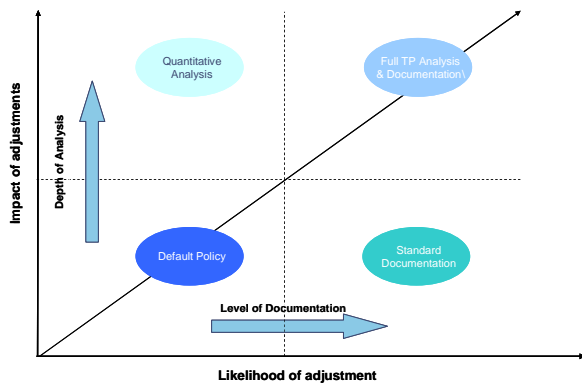 Quantitative
Analysis
Full TP Analysis
& Documentation\
Impact of adjustments
Depth of Analysis
Default Policy
Standard
Documentation
Level of Documentation
Likelihood of adjustment